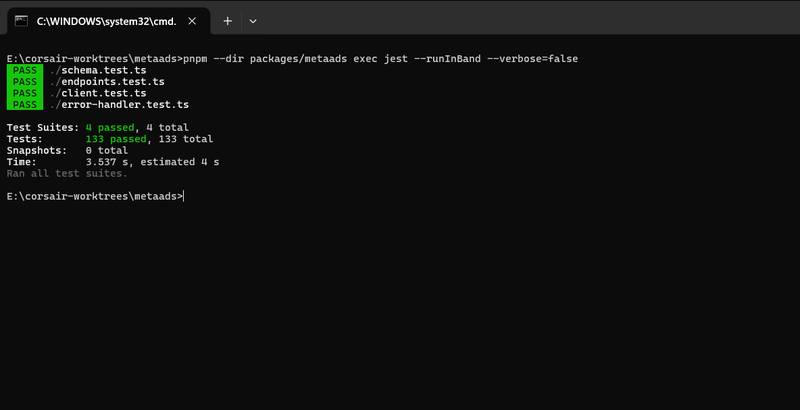 C:\WINDOWS\system32\cmd.
E:\corsair-worktrees\metaads>pnpm --dir packages/metaads exec jest --runInBand --verbose=false
PASS ./schema.test.ts
PASS ./endpoints.test.ts
PASS ./client.test.ts
PASS ./error-handler.test.ts
Test Suites: 4 passed, 4 total
Tests: 133 passed, 133 total
Snapshots: 0 total
Time: 3.537 s, estimated 4 s
Ran all test suites.
E:\corsair-worktrees\metaads>